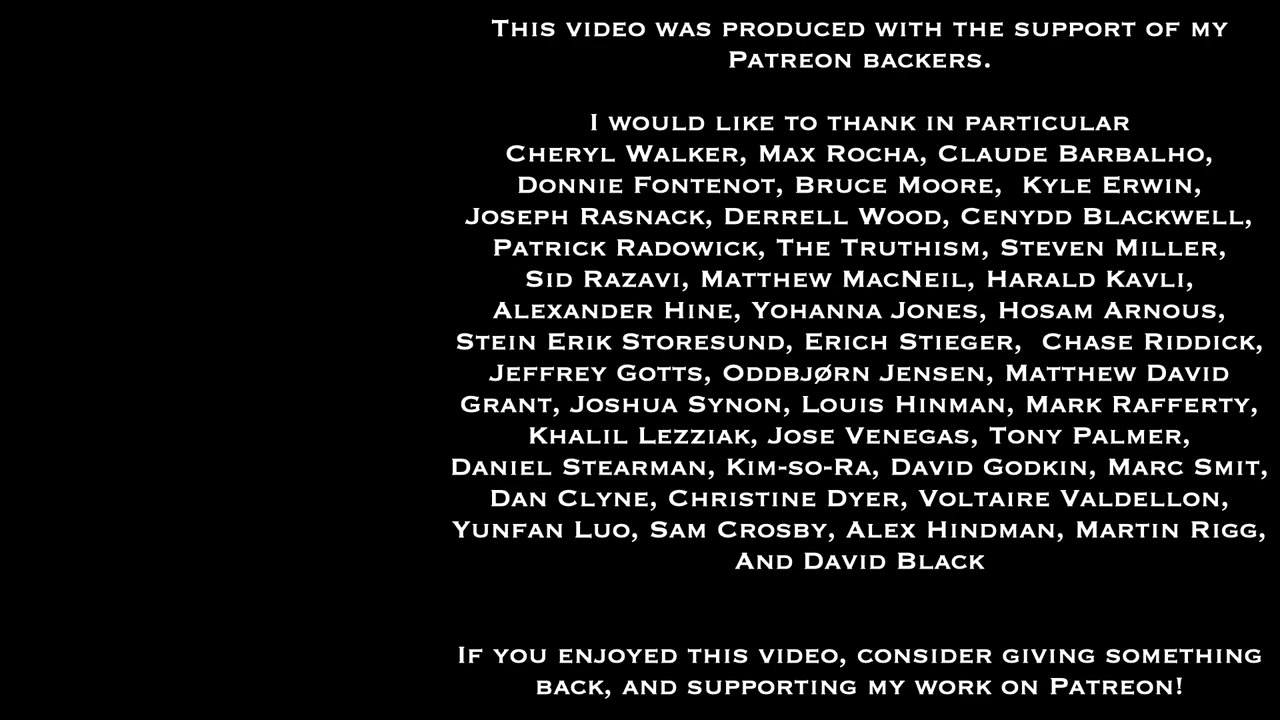 This video was produced with the support of my
Patreon backers.
I would like to thank in particular
Cheryl Walker, Max Rocha, Claude Barbalho,
Donnie Fontenot, Bruce Moore,  Kyle Erwin,
Joseph Rasnack, Derrell Wood, Cenydd Blackwell,
Patrick Radowick, The Truthism, Steven Miller,
Sid Razavi, Matthew MacNeil, Harald Kavli,
Alexander Hine, Yohanna Jones, Hosam Arnous,
Stein Erik Storesund, Erich Stieger,  Chase Riddick,
Jeffrey Gotts, Oddbjørn Jensen, Matthew David
Grant, Joshua Synon, Louis Hinman, Mark Rafferty,
Khalil Lezziak, Jose Venegas, Tony Palmer,
Daniel Stearman, Kim-so-Ra, David Godkin, Marc Smit,
Dan Clyne, Christine Dyer, Voltaire Valdellon,
Yunfan Luo, Sam Crosby, Alex Hindman, Martin Rigg,
And David Black
If you enjoyed this video, consider giving something
back, and supporting my work on Patreon!